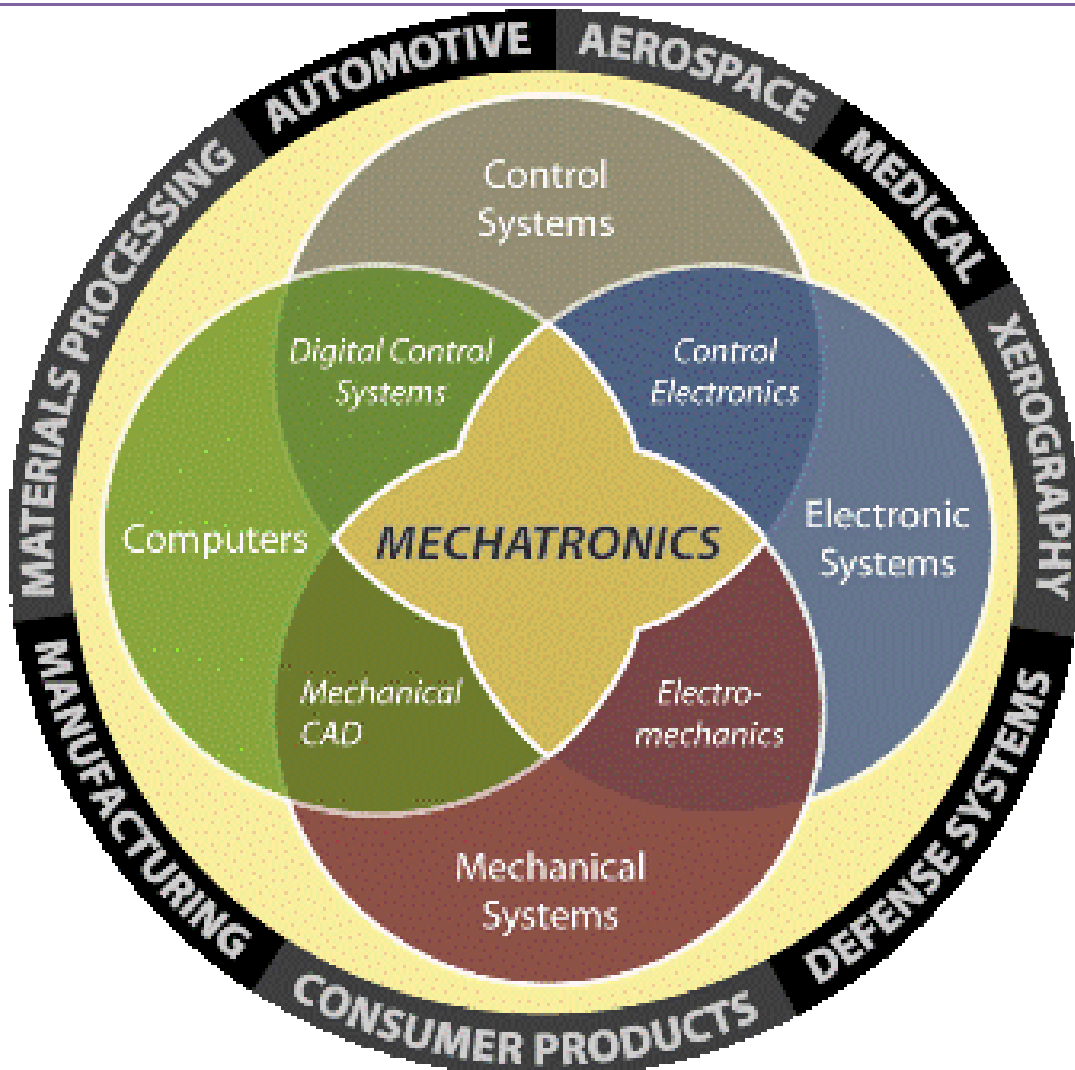 AUTOMOTIVE
AEROSPACE
MEDICAL
XEROGRAPHY
DEFENSE SYSTEMS
CONSUMER PRODUCTS
MANUFACTURING
MATERIALS PROCESSING
Control
Systems
Digital Control
Systems
Control
Electronics
Computers
MECHATRONICS
Electronic
Systems
Mechanical
CAD
Electro-
mechanics
Mechanical
Systems